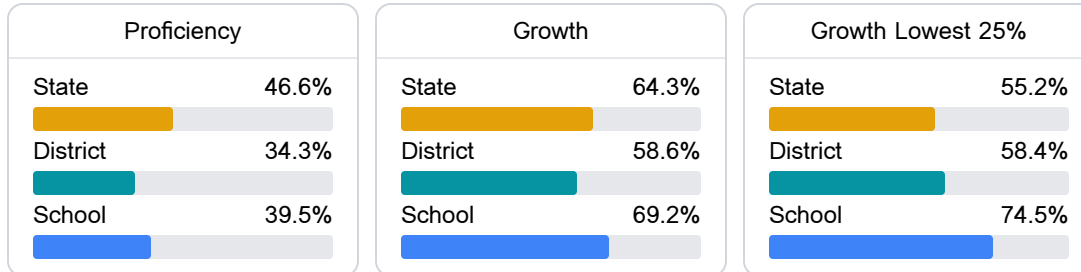 Proficiency
State 46.6%
District 34.3%
School 39.5%
Growth
State 64.3%
District 58.6%
School 69.2%
Growth Lowest 25%
State 55.2%
District 58.4%
School 74.5%